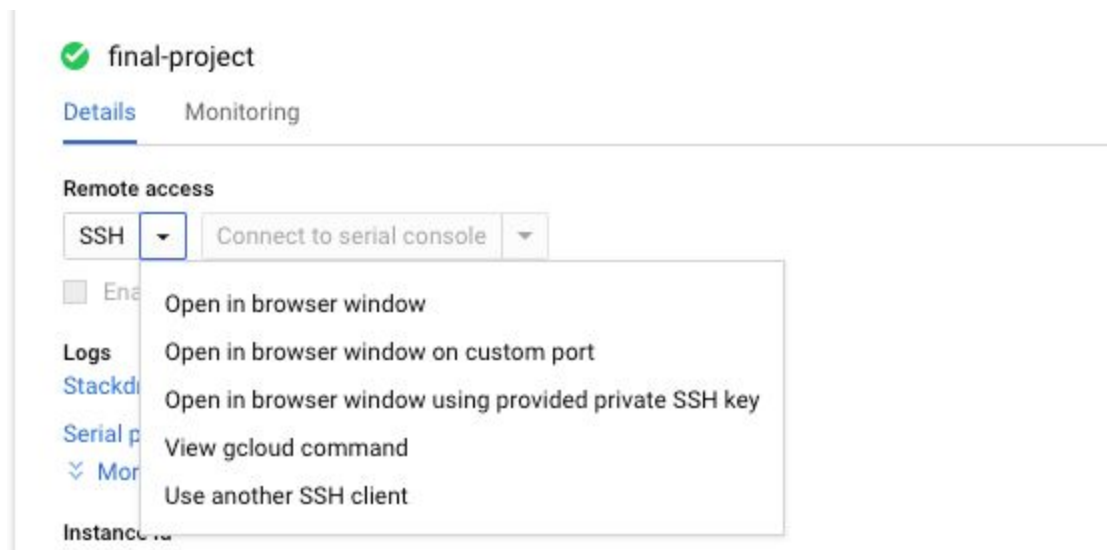 final-project
Details Monitoring
Remote access
SSH Connect to serial console
Open in browser window
Logs Open in browser window on custom port
Open in browser window using provided private SSH key
View gcloud command
Use another SSH client